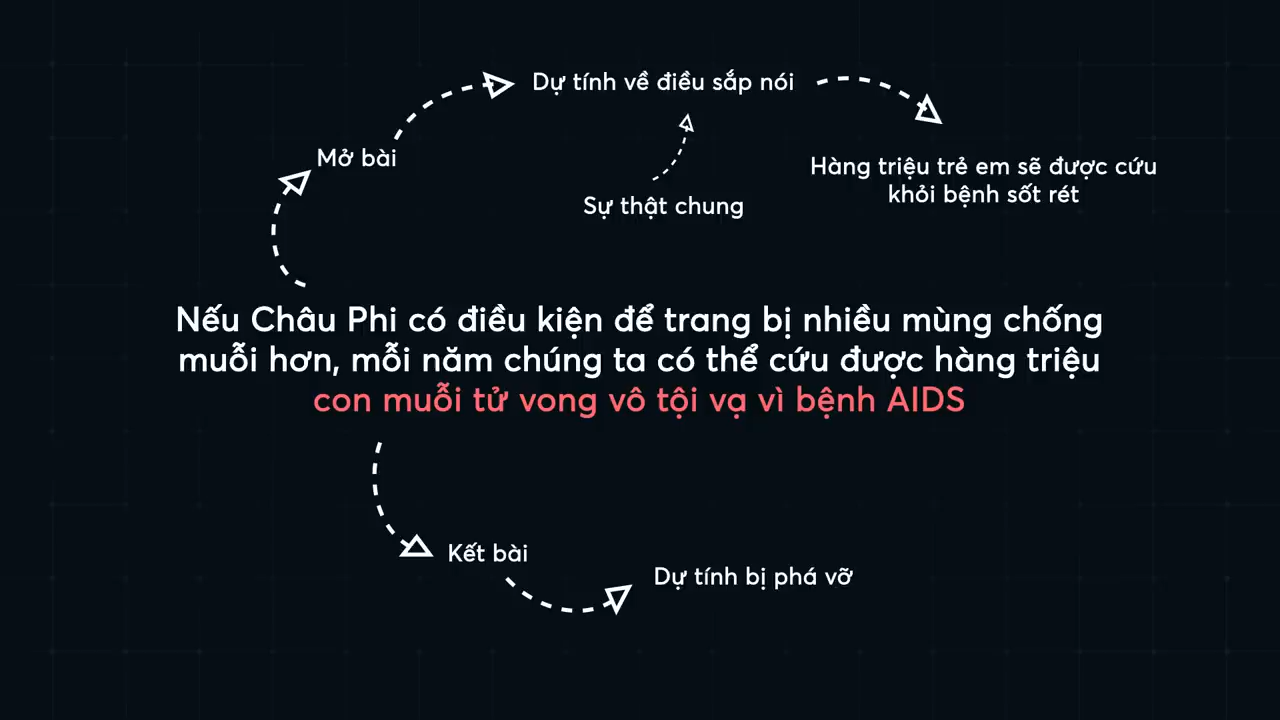 Dự tính về điều sắp nói
Mở bài
Hàng triệu trẻ em sẽ được cứu
khỏi bệnh sốt rét
Sự thật chung
Nếu Châu Phi có điều kiện để trang bị nhiều mùng chống
muỗi hơn, mỗi năm chúng ta có thể cứu được hàng triệu
con muỗi tử vong vô tội vạ vì bệnh AIDS
Kết bài
Dự tính bị phá vỡ